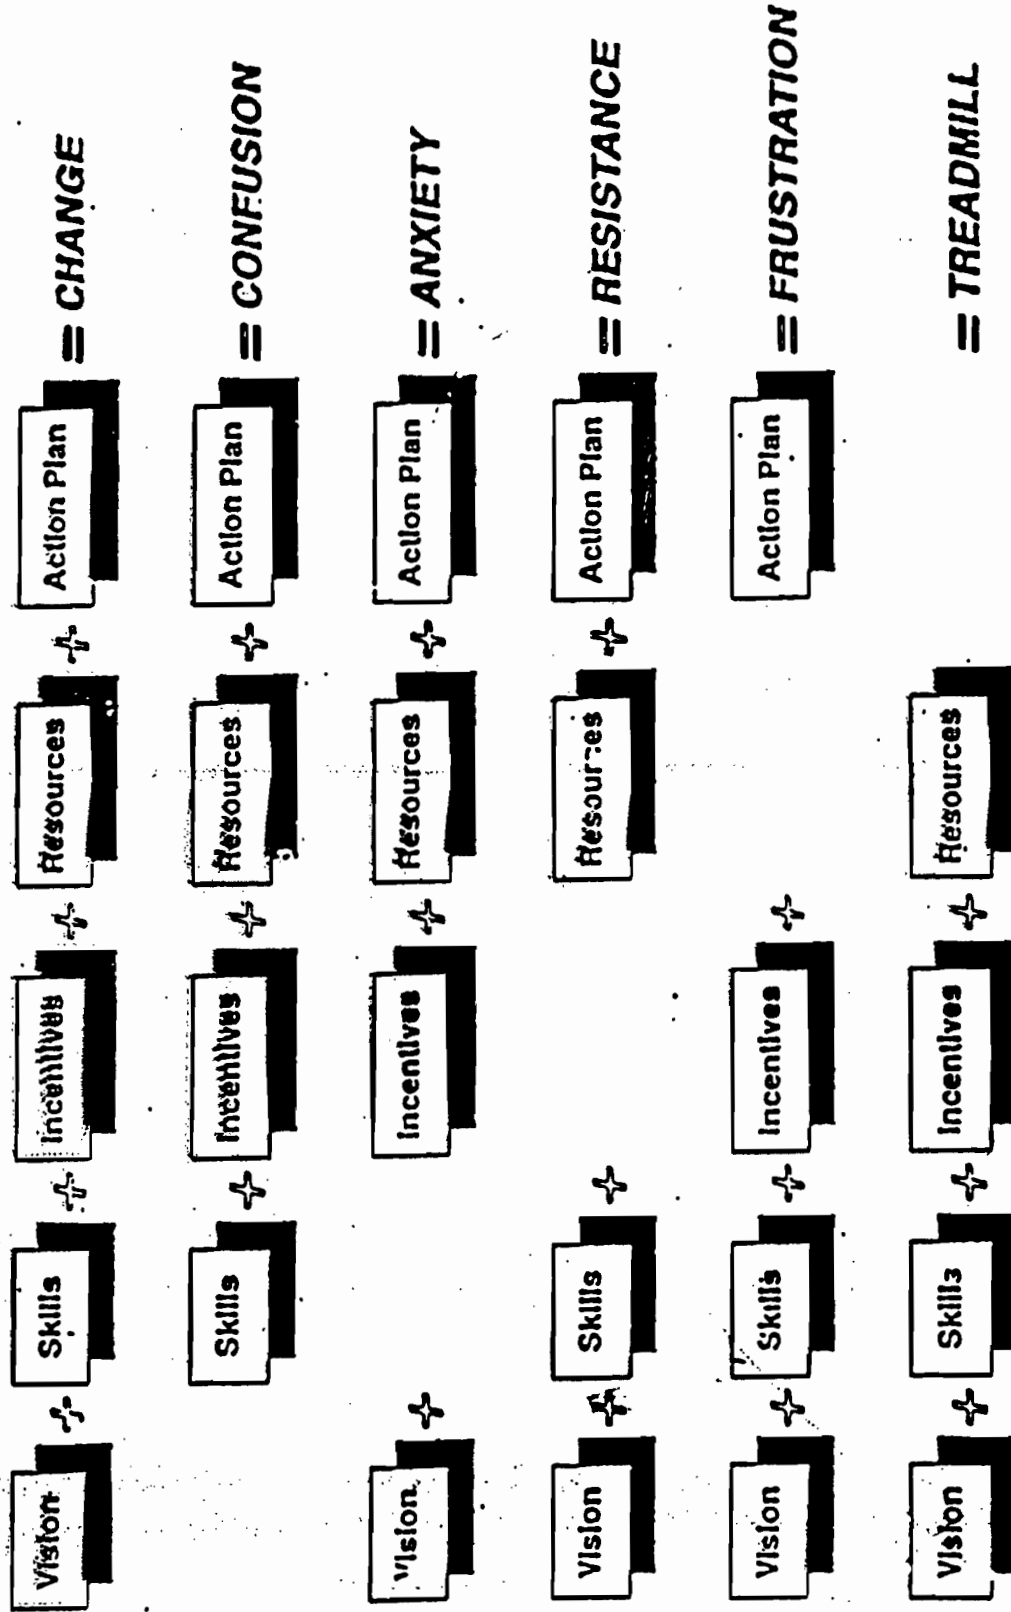 Vision + Skills + Incentives + Resources + Action Plan = CHANGE
Skills + Incentives + Resources + Action Plan = CONFUSION
Vision + Incentives + Resources + Action Plan = ANXIETY
Vision + Skills + Resources + Action Plan = RESISTANCE
Vision + Skills + Incentives + Action Plan = FRUSTRATION
Vision + Skills + Incentives + Resources = TREADMILL